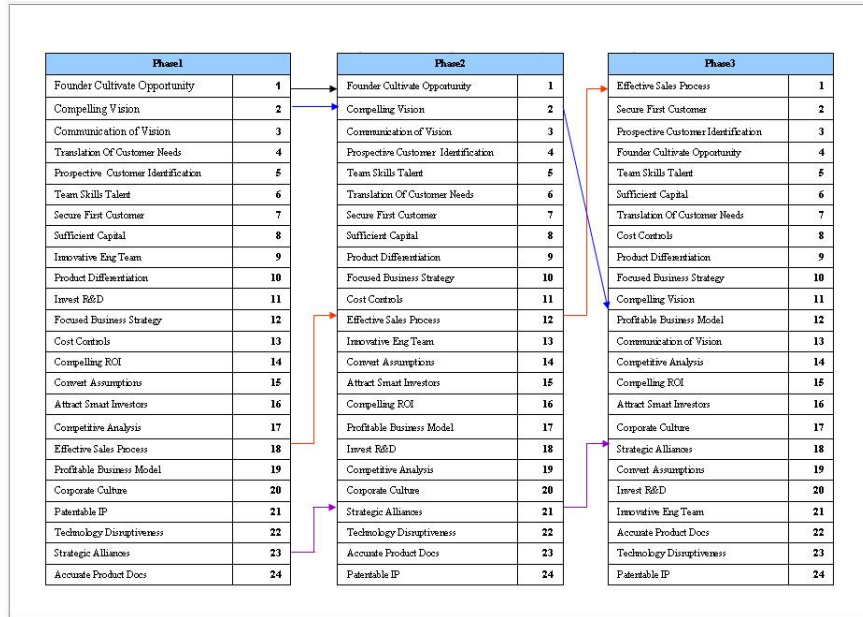 Phase1 Phase2 Phase3
Founder Cultivate Opportunity 1 Founder Cultivate Opportunity 1 Effective Sales Process 1
Compelling Vision 2 Compelling Vision 2 Secure First Customer 2
Communication of Vision 3 Communication of Vision 3 Prospective Customer Identification 3
Translation Of Customer Needs 4 Prospective Customer Identification 4 Founder Cultivate Opportunity 4
Prospective Customer Identification 5 Team Skills Talent 5 Team Skills Talent 5
Team Skills Talent 6 Translation Of Customer Needs 6 Sufficient Capital 6
Secure First Customer 7 Secure First Customer 7 Translation Of Customer Needs 7
Sufficient Capital 8 Sufficient Capital 8 Cost Controls 8
Innovative Eng Team 9 Product Differentiation 9 Product Differentiation 9
Product Differentiation 10 Focused Business Strategy 10 Focused Business Strategy 10
Invest R&D 11 Cost Controls 11 Compelling Vision 11
Focused Business Strategy 12 Effective Sales Process 12 Profitable Business Model 12
Cost Controls 13 Innovative Eng Team 13 Communication of Vision 13
Compelling ROI 14 Convert Assumptions 14 Competitive Analysis 14
Convert Assumptions 15 Attract Smart Investors 15 Compelling ROI 15
Attract Smart Investors 16 Compelling ROI 16 Attract Smart Investors 16
Competitive Analysis 17 Profitable Business Model 17 Corporate Culture 17
Effective Sales Process 18 Invest R&D 18 Strategic Alliances 18
Profitable Business Model 19 Competitive Analysis 19 Convert Assumptions 19
Corporate Culture 20 Corporate Culture 20 Invest R&D 20
Patentable IP 21 Strategic Alliances 21 Innovative Eng Team 21
Technology Disruptiveness 22 Technology Disruptiveness 22 Accurate Product Docs 22
Strategic Alliances 23 Accurate Product Docs 23 Technology Disruptiveness 23
Accurate Product Docs 24 Patentable IP 24 Patentable IP 24